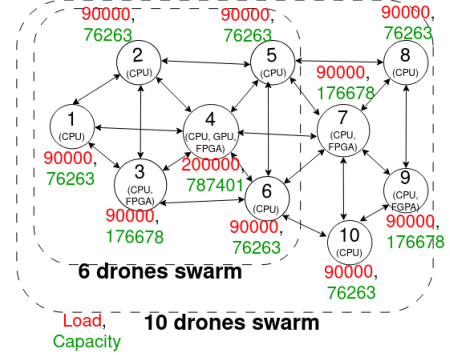 90000,
76263
90000,
76263
90000,
76263
2
(CPU)
5
(CPU)
8
(CPU)
90000,
176678
1
(CPU)
4
(CPU, GPU,
FPGA)
7
(CPU,
FPGA)
90000,
76263
200000,
787401
3
(CPU,
FPGA)
6
(CPU)
9
(CPU,
FGPA)
90000,
176678
90000,
76263
90000,
176678
10
(CPU)
90000,
76263
6 drones swarm
10 drones swarm
Load,
Capacity